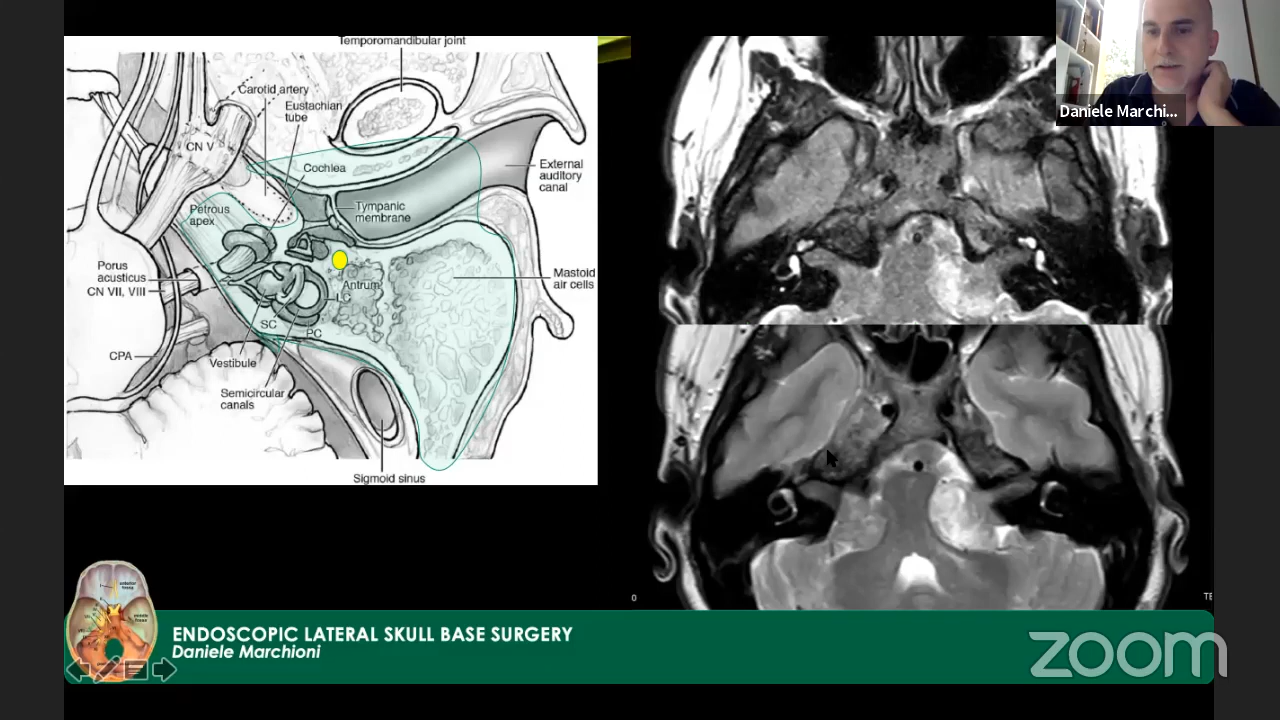 Temporomandibular joint
Carotid artery
Eustachian
tube
CN V
Cochlea
External
auditory
canal
Petrous
apex
Tympanic
membrane
Porus
acusticus
CN VII, VIII
Antrum
Mastoid
air cells
LC
SC
PC
CPA
Vestibule
Semicircular
canals
Sigmoid sinus
Daniele Marchi...
0
TE
ENDOSCOPIC LATERAL SKULL BASE SURGERY
Daniele Marchioni
zoom